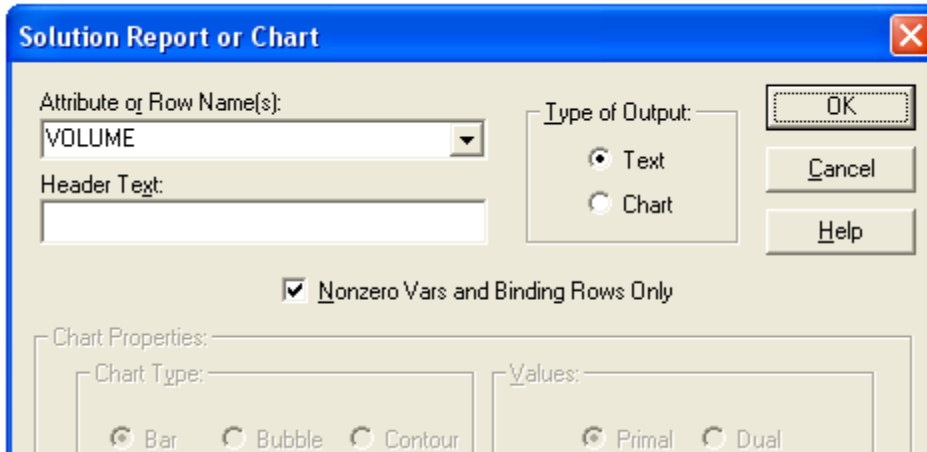 Solution Report or Chart
Attribute or Row Name(s):
VOLUME
Header Text:
Type of Output:
Text
Chart
OK
Cancel
Help
Nonzero Vars and Binding Rows Only
Chart Properties:
Chart Type:
Bar Bubble Contour
Values:
Primal Dual